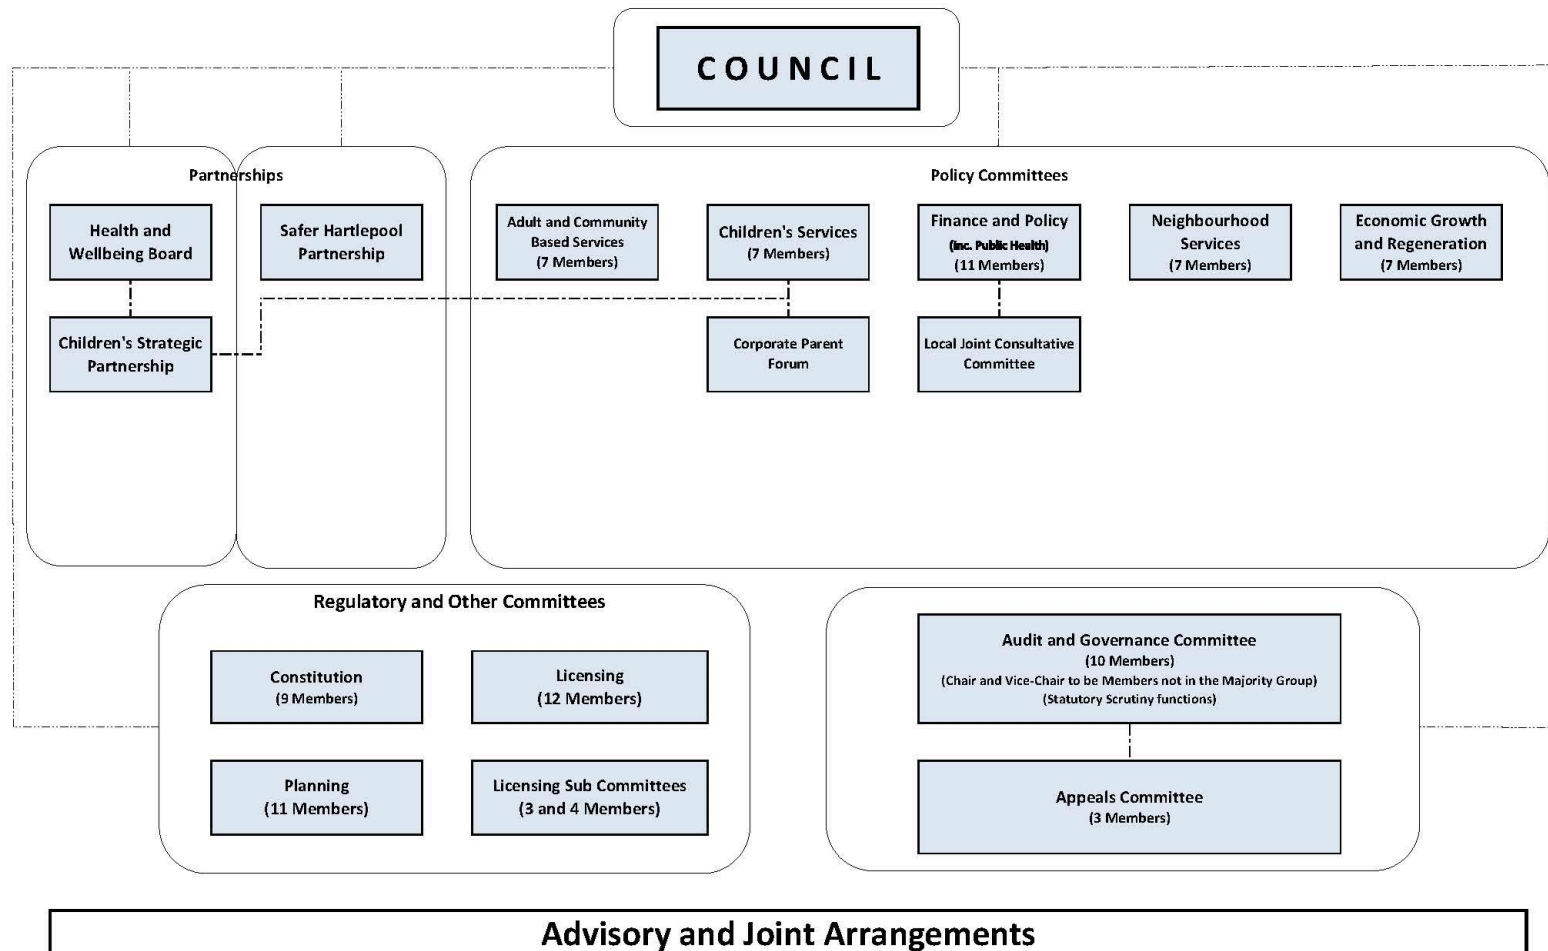 COUNCIL
Partnerships
Health and
Wellbeing Board
Safer Hartlepool
Partnership
Children's Strategic
Partnership
Policy Committees
Adult and Community
Based Services
(7 Members)
Children's Services
(7 Members)
Finance and Policy
(inc. Public Health)
(11 Members)
Neighbourhood
Services
(7 Members)
Economic Growth
and Regeneration
(7 Members)
Corporate Parent
Forum
Local Joint Consultative
Committee
Regulatory and Other Committees
Constitution
(9 Members)
Licensing
(12 Members)
Planning
(11 Members)
Licensing Sub Committees
(3 and 4 Members)
Audit and Governance Committee
(10 Members)
(Chair and Vice-Chair to be Members not in the Majority Group)
(Statutory Scrutiny functions)
Appeals Committee
(3 Members)
Advisory and Joint Arrangements